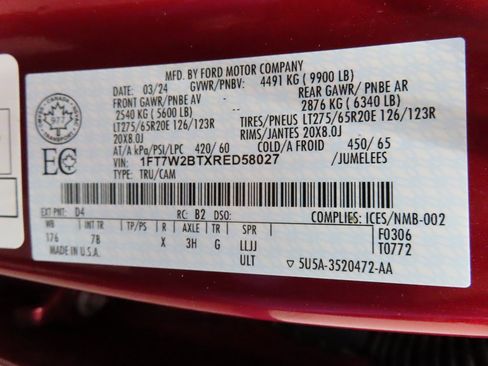 MFD. BY FORD MOTOR COMPANY
DATE: 03/24 GVWR/PNBV: 4491 KG (9900 LB)
FRONT GAWR/PNBE AV REAR GAWR/ PNBE AR
2540 KG (5600 LB) 2876 KG (6340 LB)
LT275/65R20E 126/123R TIRES/PNEUS LT275/65R20E 126/123R
20X8.0J RIMS/JANTES 20X8.0J
AT/A kPa/PSI/LPC 420/60 COLD/A FROID 450/65
VIN: 1FT7W2BTXRED58027 /JUMELEES
TYPE: TRU/CAM
EC
EXT PNT: D4 RC: B2 DSO: COMPLIES: ICES/NMB-002
WB INT TR TP/PS R AXLE TR SPR F0306
176 7B X 3H G LLJJ T0772
ULT
MADE IN U.S.A. 5U5A-3520472-AA